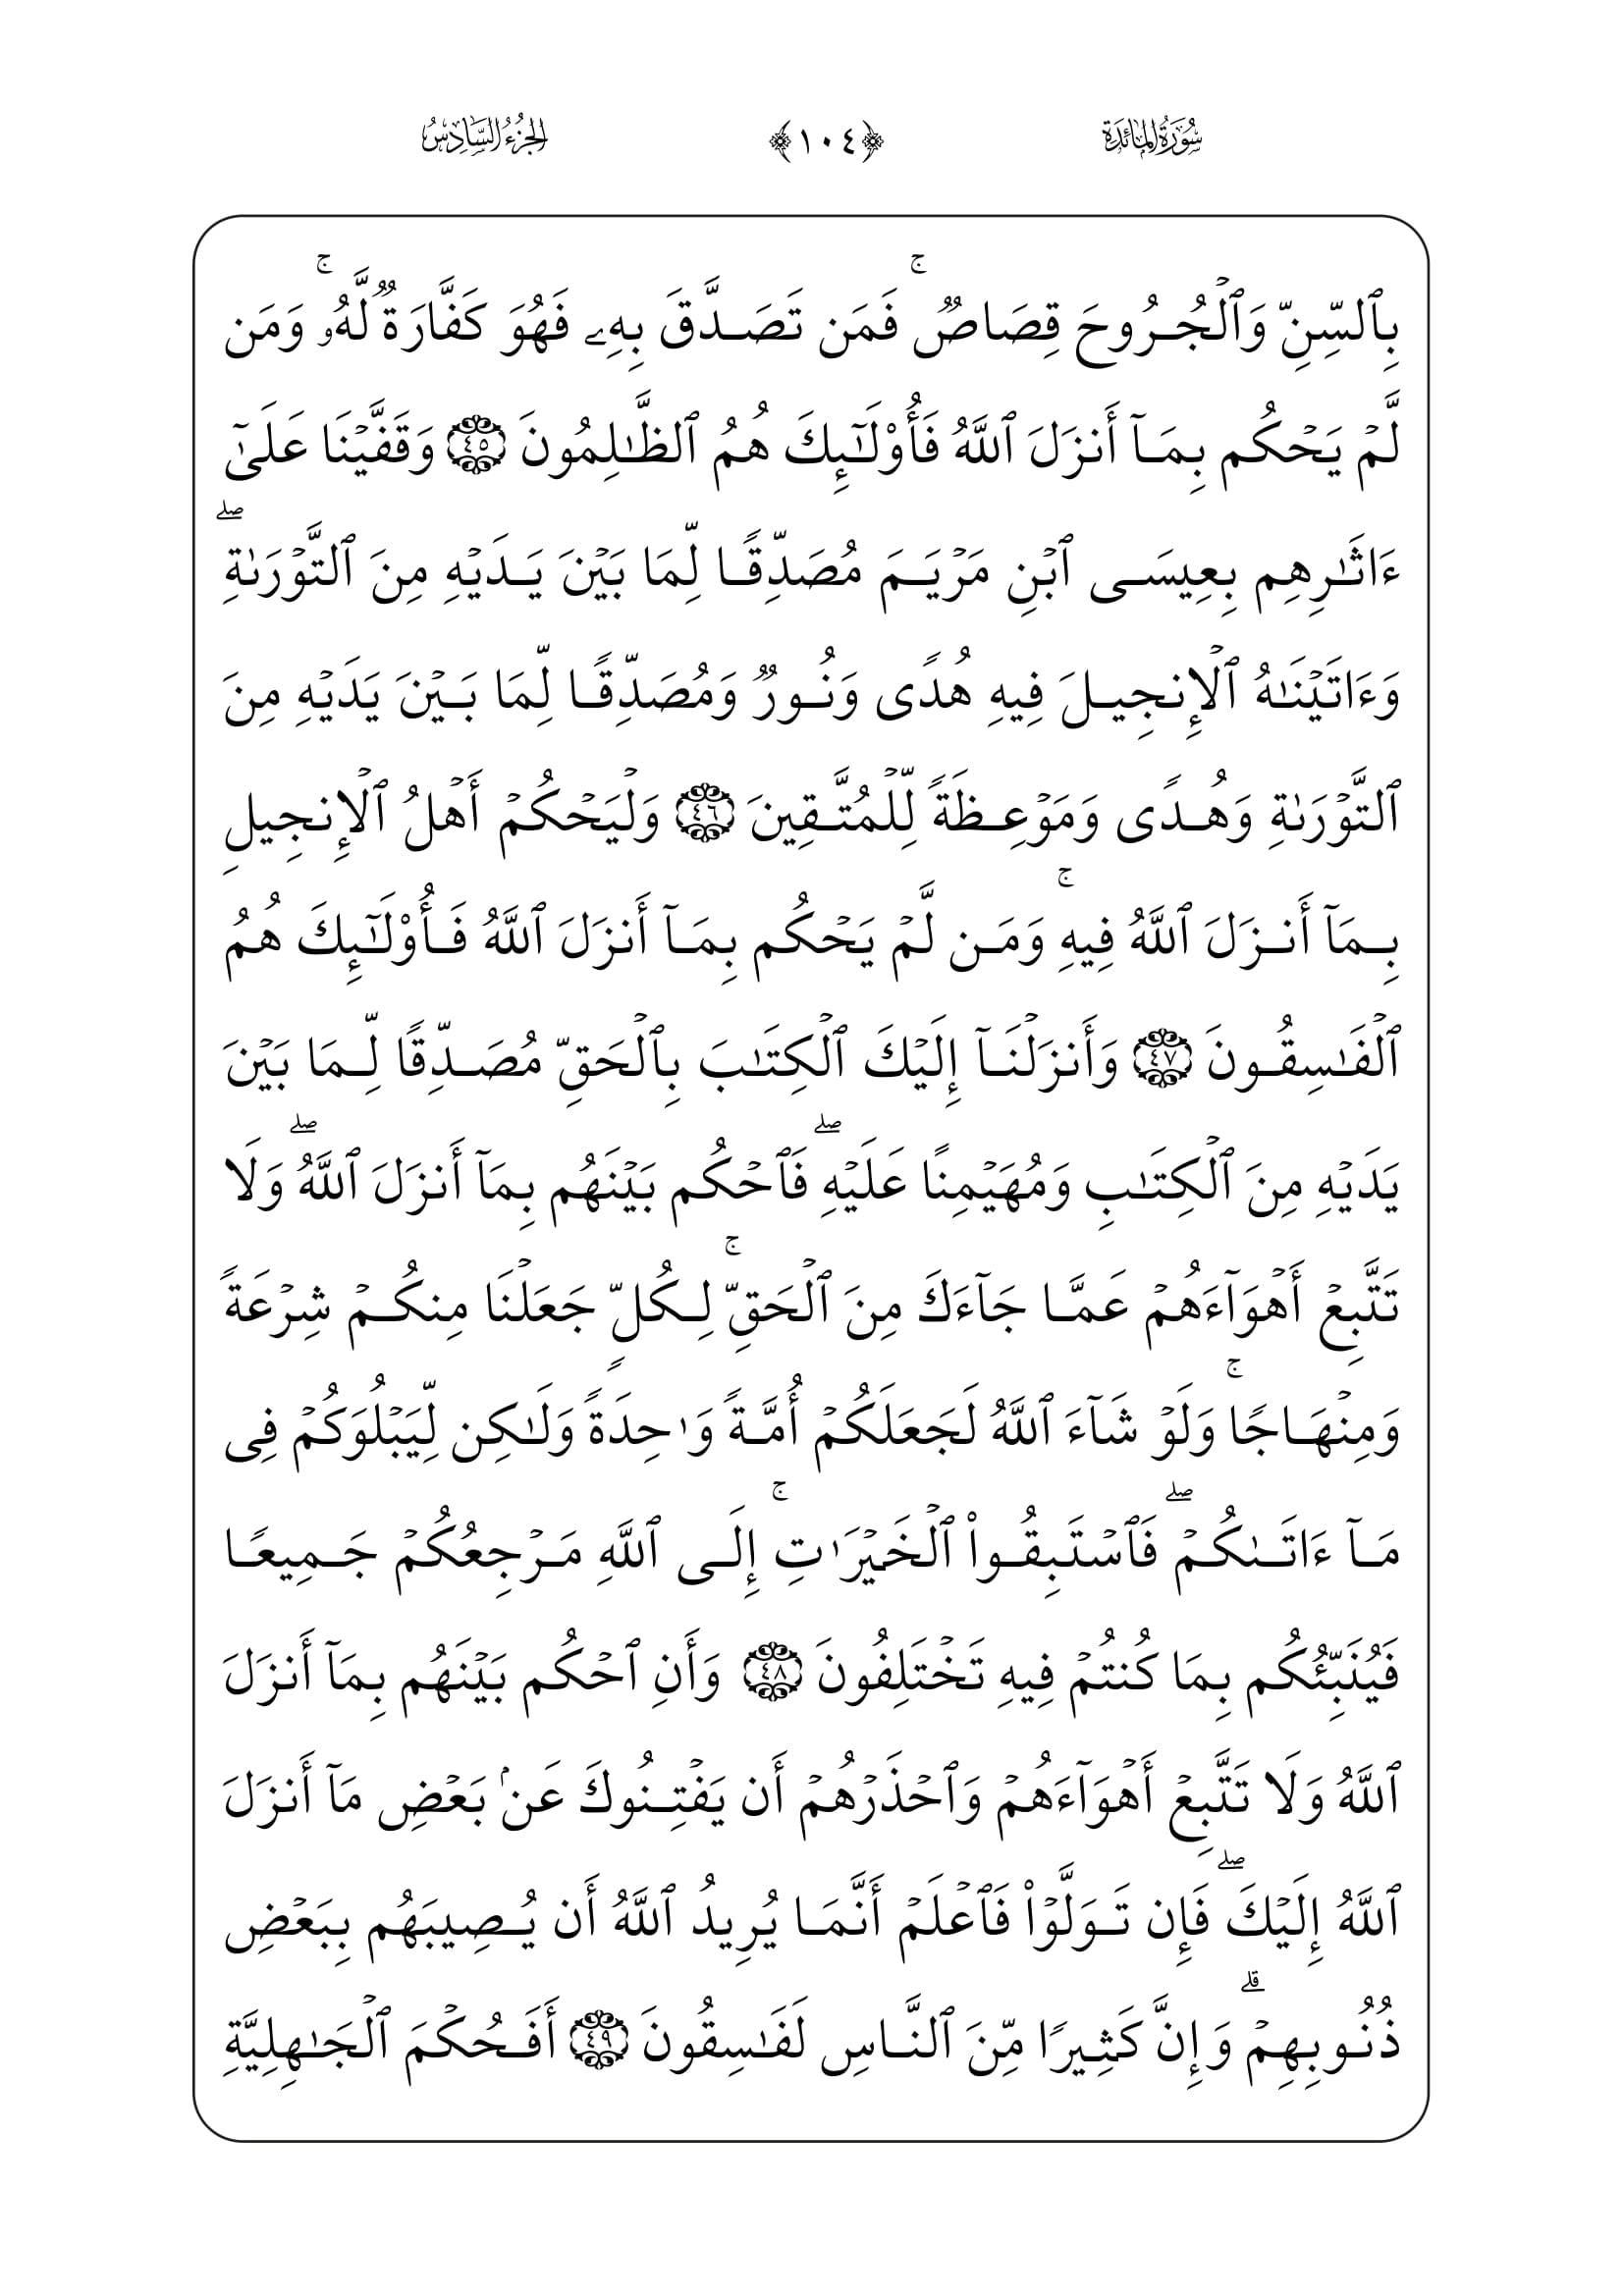 سُورَةُ المَائدَة ﴿١٠٤﴾ الجُزءُ السَّادِسُ
بِٱلسِّنِّ وَٱلۡجُرُوحَ قِصَاصٌۚ فَمَن تَصَدَّقَ بِهِۦ فَهُوَ كَفَّارَةٌ لَّهُۥۚ وَمَن
لَّمۡ يَحۡكُم بِمَآ أَنزَلَ ٱللَّهُ فَأُوْلَٰٓئِكَ هُمُ ٱلظَّٰلِمُونَ ٤٥ وَقَفَّيۡنَا عَلَىٰٓ
ءَاثَٰرِهِم بِعِيسَى ٱبۡنِ مَرۡيَمَ مُصَدِّقًا لِّمَا بَيۡنَ يَدَيۡهِ مِنَ ٱلتَّوۡرَىٰةِۖ
وَءَاتَيۡنَٰهُ ٱلۡإِنجِيلَ فِيهِ هُدًى وَنُورٌ وَمُصَدِّقًا لِّمَا بَيۡنَ يَدَيۡهِ مِنَ
ٱلتَّوۡرَىٰةِ وَهُدًى وَمَوۡعِظَةً لِّلۡمُتَّقِينَ ٤٦ وَلۡيَحۡكُمۡ أَهۡلُ ٱلۡإِنجِيلِ
بِمَآ أَنزَلَ ٱللَّهُ فِيهِۚ وَمَن لَّمۡ يَحۡكُم بِمَآ أَنزَلَ ٱللَّهُ فَأُوْلَٰٓئِكَ هُمُ
ٱلۡفَٰسِقُونَ ٤٧ وَأَنزَلۡنَآ إِلَيۡكَ ٱلۡكِتَٰبَ بِٱلۡحَقِّ مُصَدِّقًا لِّمَا بَيۡنَ
يَدَيۡهِ مِنَ ٱلۡكِتَٰبِ وَمُهَيۡمِنًا عَلَيۡهِۖ فَٱحۡكُم بَيۡنَهُم بِمَآ أَنزَلَ ٱللَّهُۖ وَلَا
تَتَّبِعۡ أَهۡوَآءَهُمۡ عَمَّا جَآءَكَ مِنَ ٱلۡحَقِّۚ لِكُلٍّ جَعَلۡنَا مِنكُمۡ شِرۡعَةً
وَمِنۡهَاجًاۚ وَلَوۡ شَآءَ ٱللَّهُ لَجَعَلَكُمۡ أُمَّةً وَٰحِدَةً وَلَٰكِن لِّيَبۡلُوَكُمۡ فِى
مَآ ءَاتَىٰكُمۡۖ فَٱسۡتَبِقُواْ ٱلۡخَيۡرَٰتِۚ إِلَى ٱللَّهِ مَرۡجِعُكُمۡ جَمِيعًا
فَيُنَبِّئُكُم بِمَا كُنتُمۡ فِيهِ تَخۡتَلِفُونَ ٤٨ وَأَنِ ٱحۡكُم بَيۡنَهُم بِمَآ أَنزَلَ
ٱللَّهُ وَلَا تَتَّبِعۡ أَهۡوَآءَهُمۡ وَٱحۡذَرۡهُمۡ أَن يَفۡتِنُوكَ عَنۢ بَعۡضِ مَآ أَنزَلَ
ٱللَّهُ إِلَيۡكَۖ فَإِن تَوَلَّوۡاْ فَٱعۡلَمۡ أَنَّمَا يُرِيدُ ٱللَّهُ أَن يُصِيبَهُم بِبَعۡضِ
ذُنُوبِهِمۡۗ وَإِنَّ كَثِيرًا مِّنَ ٱلنَّاسِ لَفَٰسِقُونَ ٤٩ أَفَحُكۡمَ ٱلۡجَٰهِلِيَّةِ